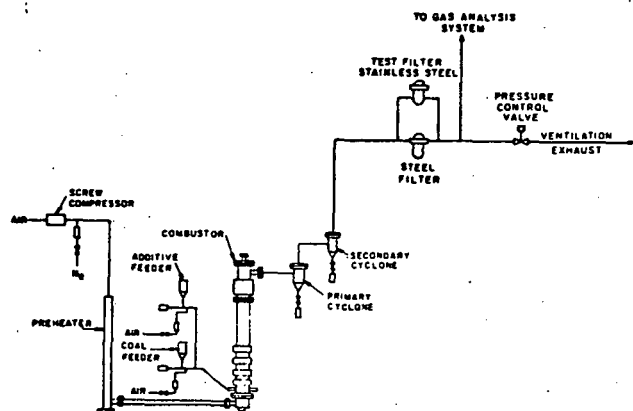 TO GAS ANALYSIS
SYSTEM
TEST FILTER
STAINLESS STEEL
PRESSURE
CONTROL
VALVE
VENTILATION
EXHAUST
STEEL
FILTER
SCREW
COMPRESSOR
AIR
N2
COMBUSTOR
SECONDARY
CYCLONE
ADDITIVE
FEEDER
PRIMARY
CYCLONE
PREHEATER
AIR
COAL
FEEDER
AIR